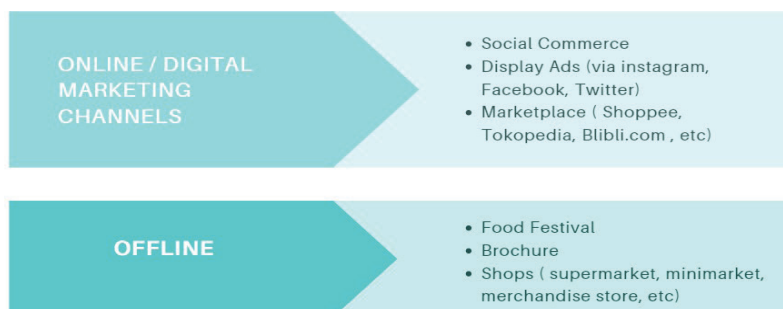 ONLINE / DIGITAL
MARKETING
CHANNELS
• Social Commerce
• Display Ads (via instagram,
Facebook, Twitter)
• Marketplace ( Shoppee,
Tokopedia, Blibli.com , etc)
OFFLINE
• Food Festival
• Brochure
• Shops ( supermarket, minimarket,
merchandise store, etc)